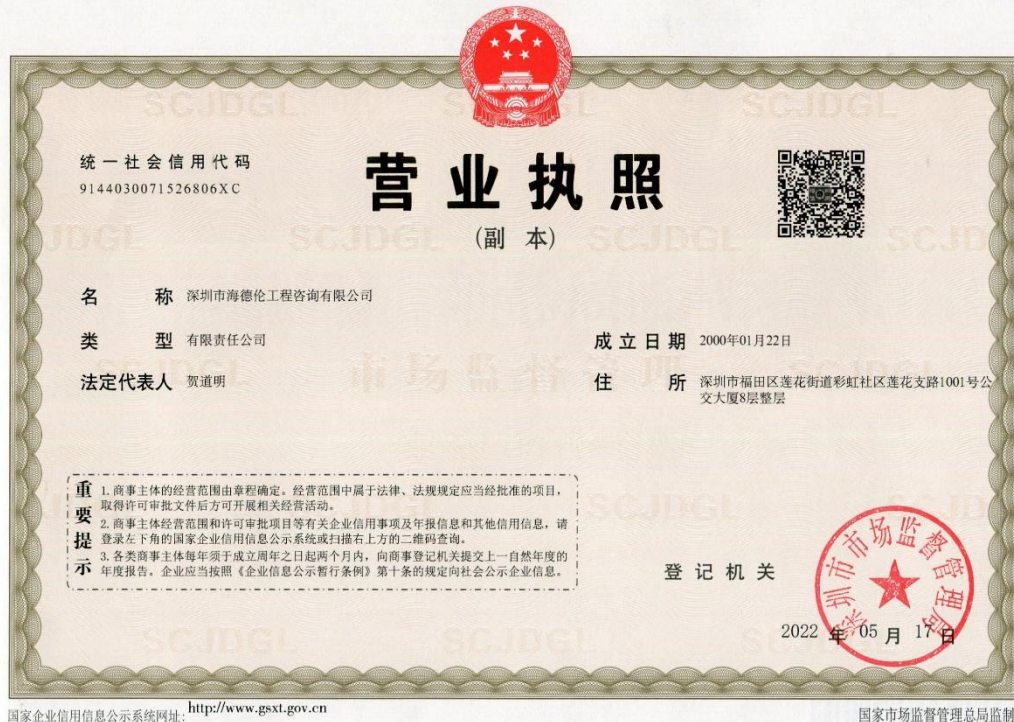 统一社会信用代码
9144030071526806XC
营业执照
(副 本)
名 称 深圳市海德伦工程咨询有限公司
类 型 有限责任公司
成立日期 2000年01月22日
法定代表人 贺道明
住 所 深圳市福田区莲花街道彩虹社区莲花支路1001号公
交大厦8层整层
重要提示
1. 商事主体的经营范围由章程确定。经营范围中属于法律、法规规定应当经批准的项目，
取得许可审批文件后方可开展相关经营活动。
2. 商事主体经营范围和许可审批项目等有关企业信用事项及年报信息和其他信用信息，请
登录左下角的国家企业信用信息公示系统或扫描右上方的二维码查询。
3. 各类商事主体每年须于成立周年之日起两个月内，向商事登记机关提交上一自然年度的
年度报告。企业应当按照《企业信息公示暂行条例》第十条的规定向社会公示企业信息。
登记机关
深圳市市场监督管理局
2022 年 05 月 17 日
国家企业信用信息公示系统网址: http://www.gsxt.gov.cn
国家市场监督管理总局监制
SCJDGL
市场监督管理